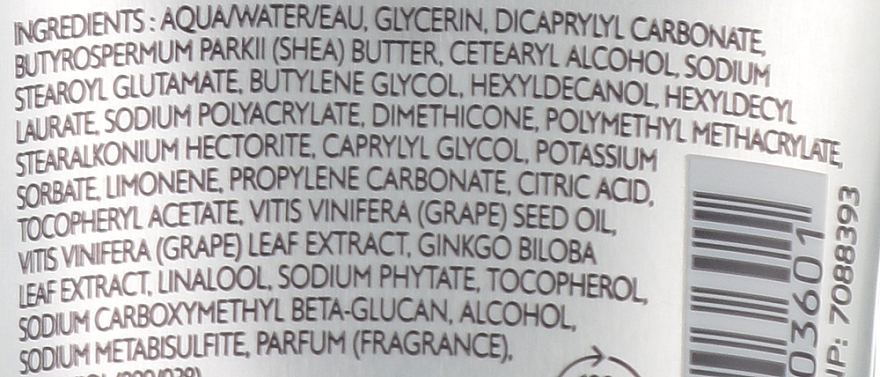 INGREDIENTS : AQUA/WATER/EAU, GLYCERIN, DICAPRYLYL CARBONATE,
BUTYROSPERMUM PARKII (SHEA) BUTTER, CETEARYL ALCOHOL, SODIUM
STEAROYL GLUTAMATE, BUTYLENE GLYCOL, HEXYLDECANOL, HEXYLDECYL
LAURATE, SODIUM POLYACRYLATE, DIMETHICONE, POLYMETHYL METHACRYLATE,
STEARALKONIUM HECTORITE, CAPRYLYL GLYCOL, POTASSIUM
SORBATE, LIMONENE, PROPYLENE CARBONATE, CITRIC ACID,
TOCOPHERYL ACETATE, VITIS VINIFERA (GRAPE) SEED OIL,
VITIS VINIFERA (GRAPE) LEAF EXTRACT, GINKGO BILOBA
LEAF EXTRACT, LINALOOL, SODIUM PHYTATE, TOCOPHEROL,
SODIUM CARBOXYMETHYL BETA-GLUCAN, ALCOHOL,
SODIUM METABISULFITE, PARFUM (FRAGRANCE).
03601
7088393